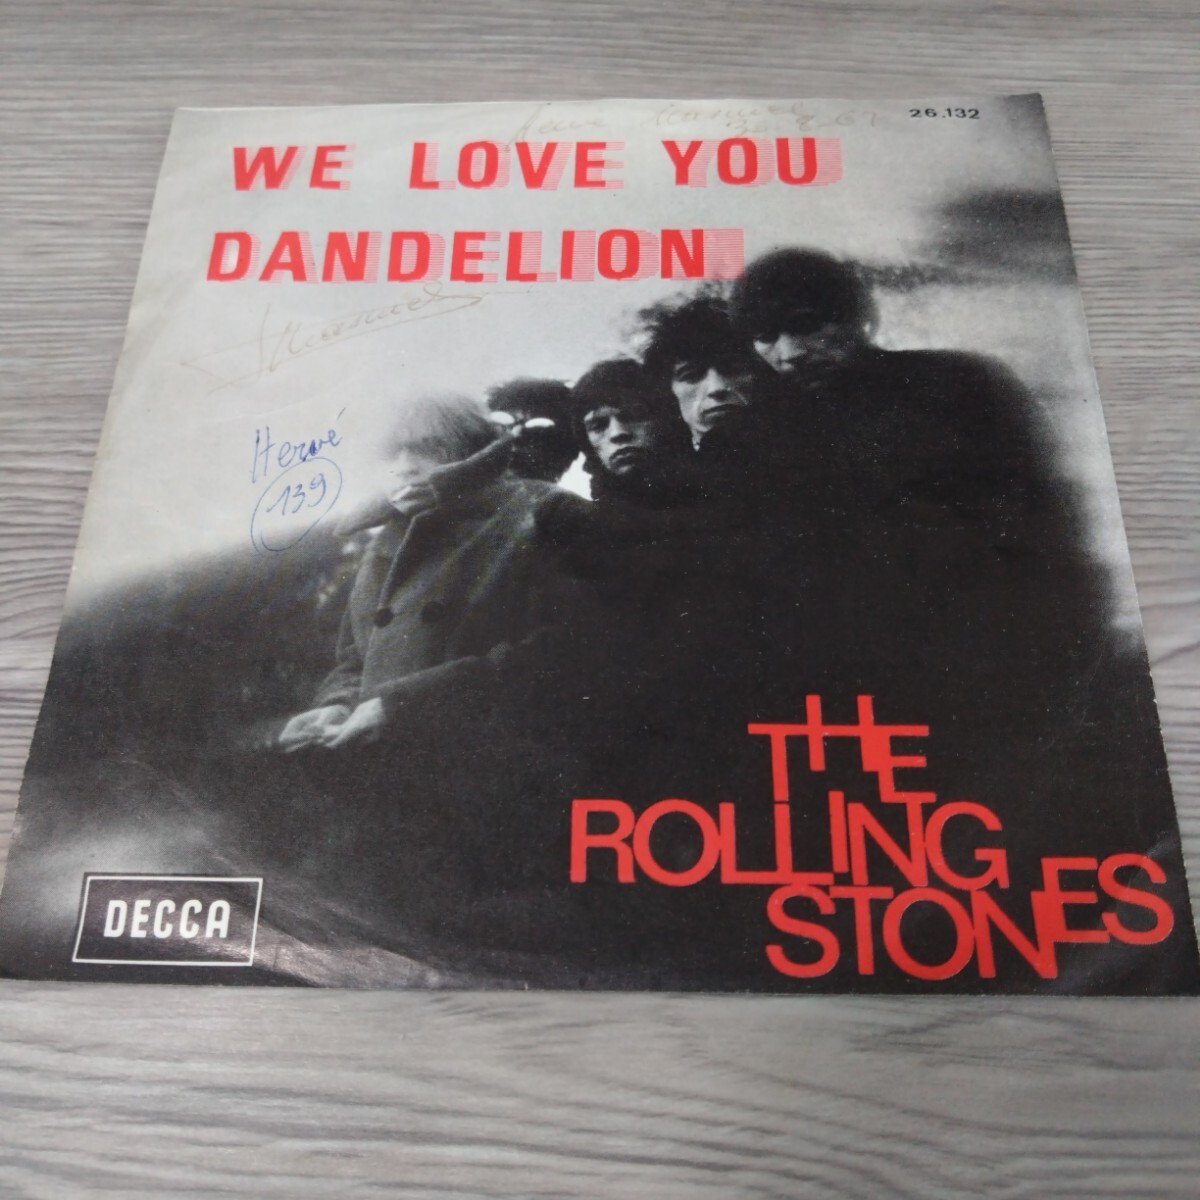 26.132
WE LOVE YOU
DANDELION
Hervé
139
THE
ROLLING
STONES
DECCA